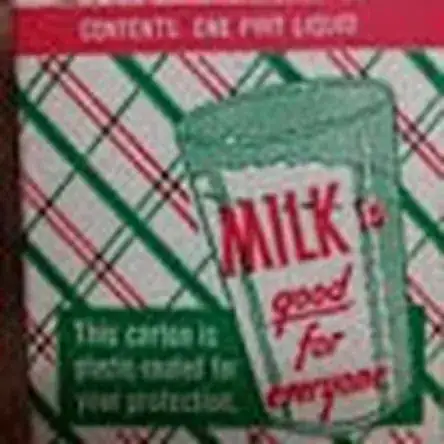 CONTENTS: ONE PINT LIQUID
MILK is
good
for
everyone
This carton is
plastic-coated for
your protection.